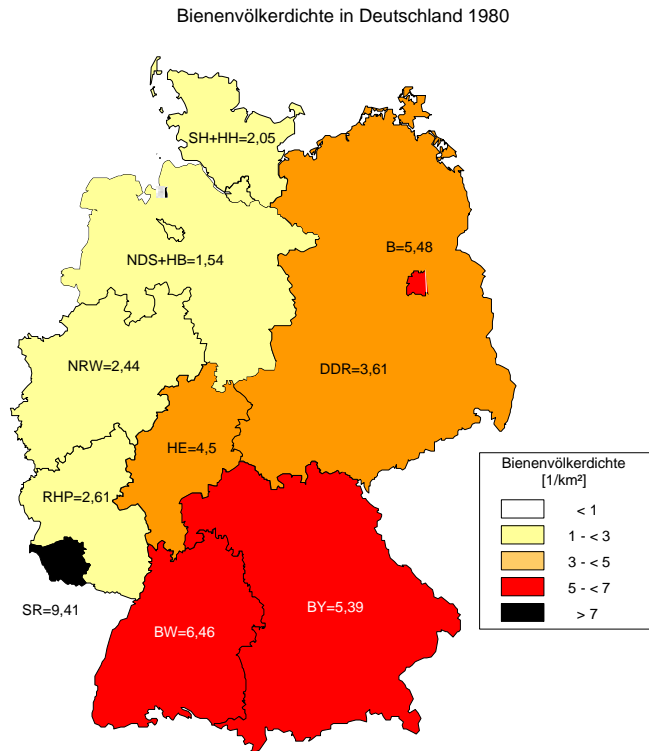 Bienenvölkerdichte in Deutschland 1980
SH+HH=2,05
B=5,48
NDS+HB=1,54
NRW=2,44
DDR=3,61
HE=4,5
RHP=2,61
SR=9,41
BW=6,46
BY=5,39
Bienenvölkerdichte
[1/km²]
< 1
1 - < 3
3 - < 5
5 - < 7
> 7